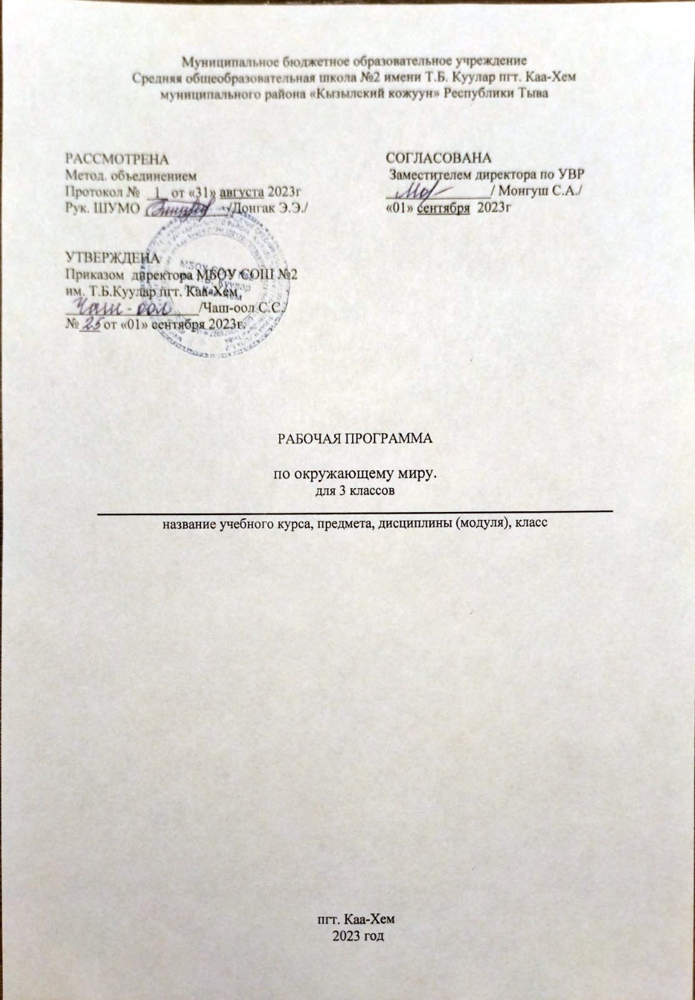 Муниципальное бюджетное образовательное учреждение
Средняя общеобразовательная школа №2 имени Т.Б. Куулар пгт. Каа-Хем
муниципального района «Кызылский кожуун» Республики Тыва
РАССМОТРЕНА
Метод. объединением
Протокол № 1 от «31» августа 2023г
Рук. ШУМО /Донгак Э.Э./
СОГЛАСОВАНА
Заместителем директора по УВР
/ Монгуш С.А./
«01» сентября 2023г
УТВЕРЖДЕНА
Приказом директора МБОУ СОШ №2
им. Т.Б.Куулар пгт. Каа-Хем
Чаш-оол /Чаш-оол С.С./
№ 25 от «01» сентября 2023г.
РАБОЧАЯ ПРОГРАММА
по окружающему миру.
для 3 классов
название учебного курса, предмета, дисциплины (модуля), класс
пгт. Каа-Хем
2023 год